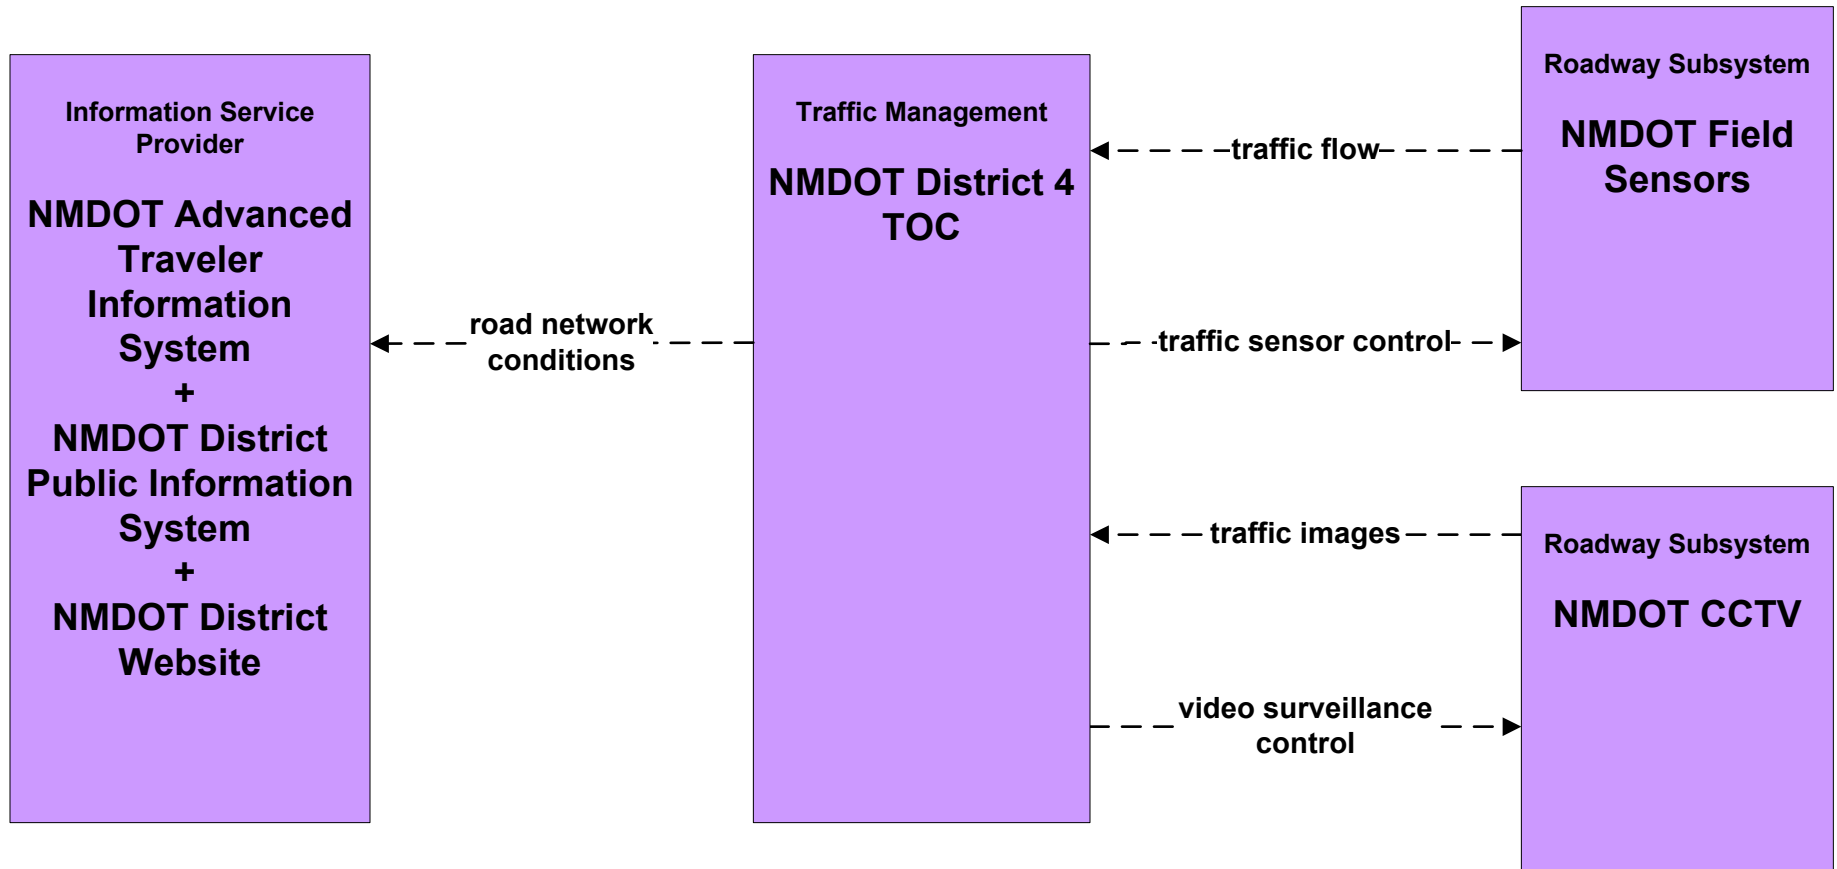 Information Service
Provider
NMDOT Advanced
Traveler
Information
System
+
NMDOT District
Public Information
System
+
NMDOT District
Website
road network
conditions
Traffic Management
NMDOT District 4
TOC
traffic flow
traffic sensor control
traffic images
video surveillance
control
Roadway Subsystem
NMDOT Field
Sensors
Roadway Subsystem
NMDOT CCTV